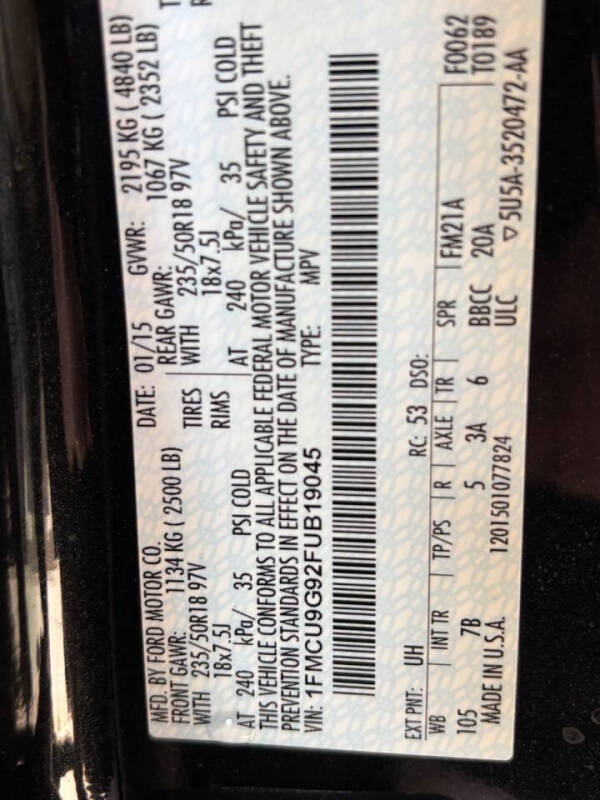 MFD. BY FORD MOTOR CO. DATE: 01/15 GVWR: 2195 KG ( 4840 LB)
FRONT GAWR: 1134 KG ( 2500 LB) REAR GAWR: 1067 KG ( 2352 LB)
WITH 235/50R18 97V TIRES WITH 235/50R18 97V
18x7.5J RIMS 18x7.5J
AT 240 kPa/ 35 PSI COLD AT 240 kPa/ 35 PSI COLD
THIS VEHICLE CONFORMS TO ALL APPLICABLE FEDERAL MOTOR VEHICLE SAFETY AND THEFT
PREVENTION STANDARDS IN EFFECT ON THE DATE OF MANUFACTURE SHOWN ABOVE.
VIN: 1FMCU9G92FUB19045 TYPE: MPV
F0062
T0189
EXT PNT: UH RC: 53 DSO:
WB INT TR TP/PS R AXLE TR SPR FM21A
105 7B 5 3A 6 BBCC 20A
MADE IN U.S.A. 1201501077824 ULC ▽5U5A-3520472-AA